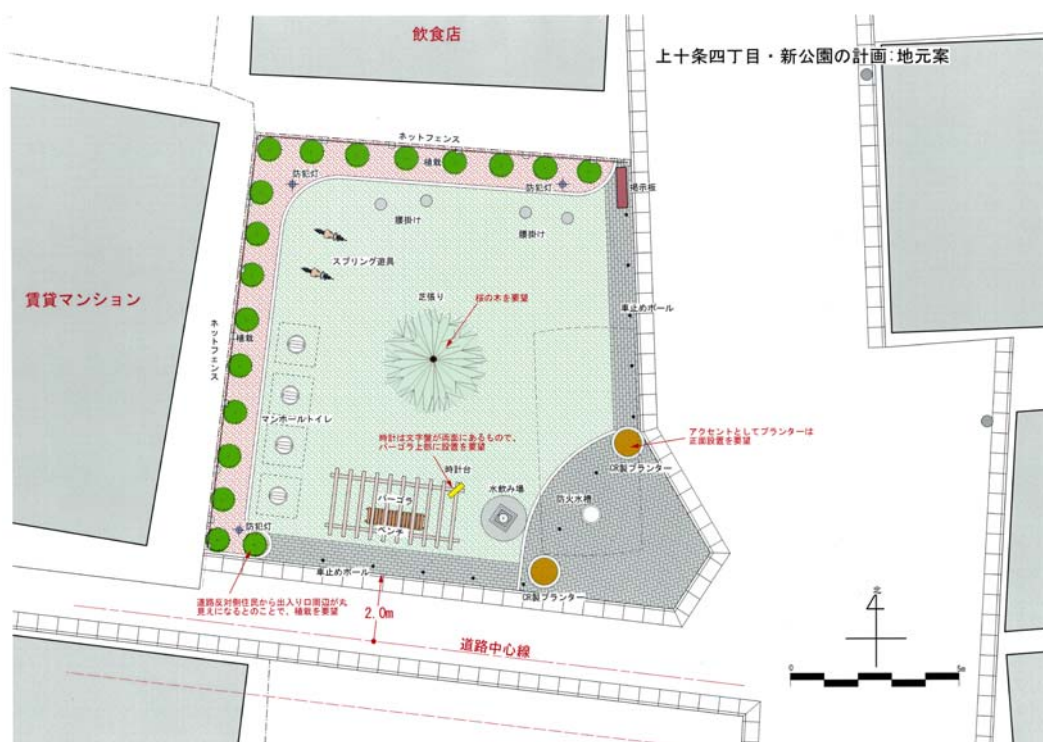 飲食店
上十条四丁目・新公園の計画:地元案
ネットフェンス
植栽
防犯灯
防犯灯
掲示板
腰掛け
腰掛け
スプリング遊具
賃貸マンション
芝張り
桜の木を要望
車止めポール
ネットフェンス
植栽
マンホールトイレ
時計は文字盤が両面にあるもので、
パーゴラ上部に設置を要望
アクセントとしてプランターは
正面設置を要望
時計台
CR製プランター
水飲み場
防火水槽
パーゴラ
ベンチ
防犯灯
車止めポール
CR製プランター
道路反対側住民から出入り口周辺が丸
見えになるとのことで、植栽を要望
2.0m
道路中心線
北
0
5m